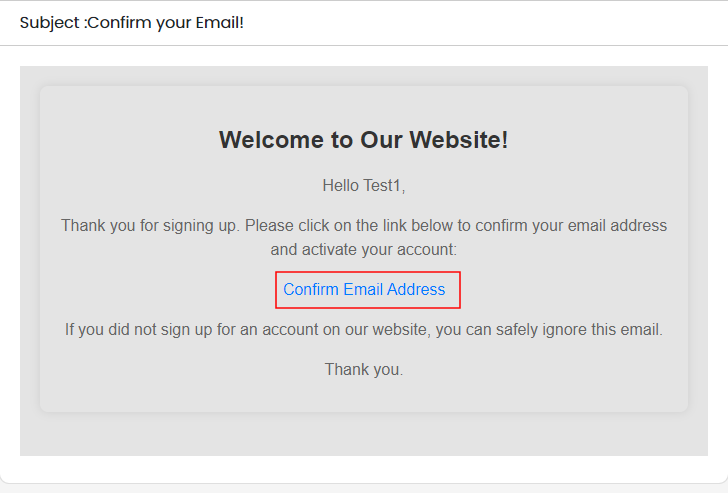 Subject :Confirm your Email!
Welcome to Our Website!
Hello Test1,
Thank you for signing up. Please click on the link below to confirm your email address
and activate your account:
Confirm Email Address
If you did not sign up for an account on our website, you can safely ignore this email.
Thank you.